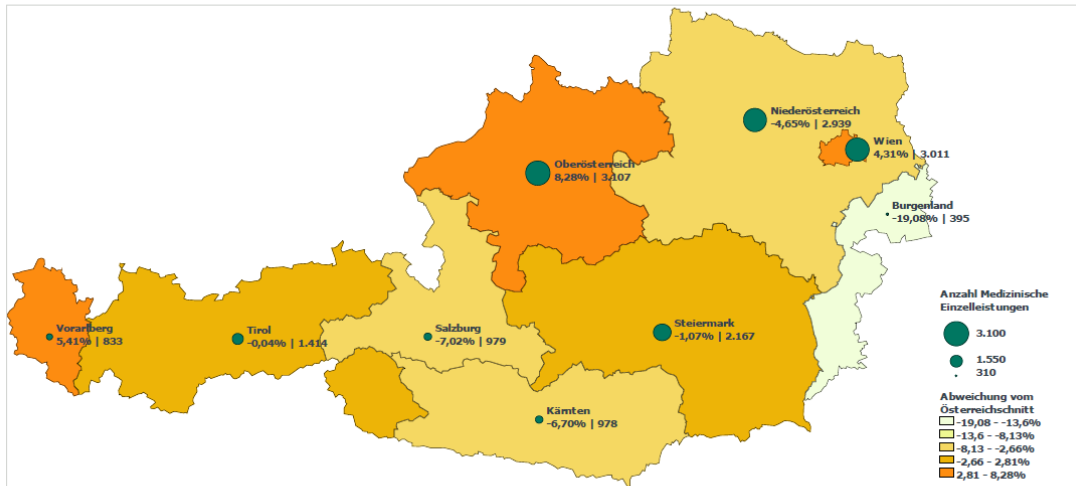 Niederösterreich
-4,65% | 2.939
Wien
4,31% | 3.011
Oberösterreich
8,28% | 3.107
Burgenland
-19,08% | 395
Vorarlberg
5,41% | 833
Tirol
-0,04% | 1.414
Salzburg
-7,02% | 979
Steiermark
-1,07% | 2.167
Kärnten
-6,70% | 978
Anzahl Medizinische
Einzelleistungen
3.100
1.550
310
Abweichung vom
Österreichschnitt
-19,08 - -13,6%
-13,6 - -8,13%
-8,13 - -2,66%
-2,66 - 2,81%
2,81 - 8,28%